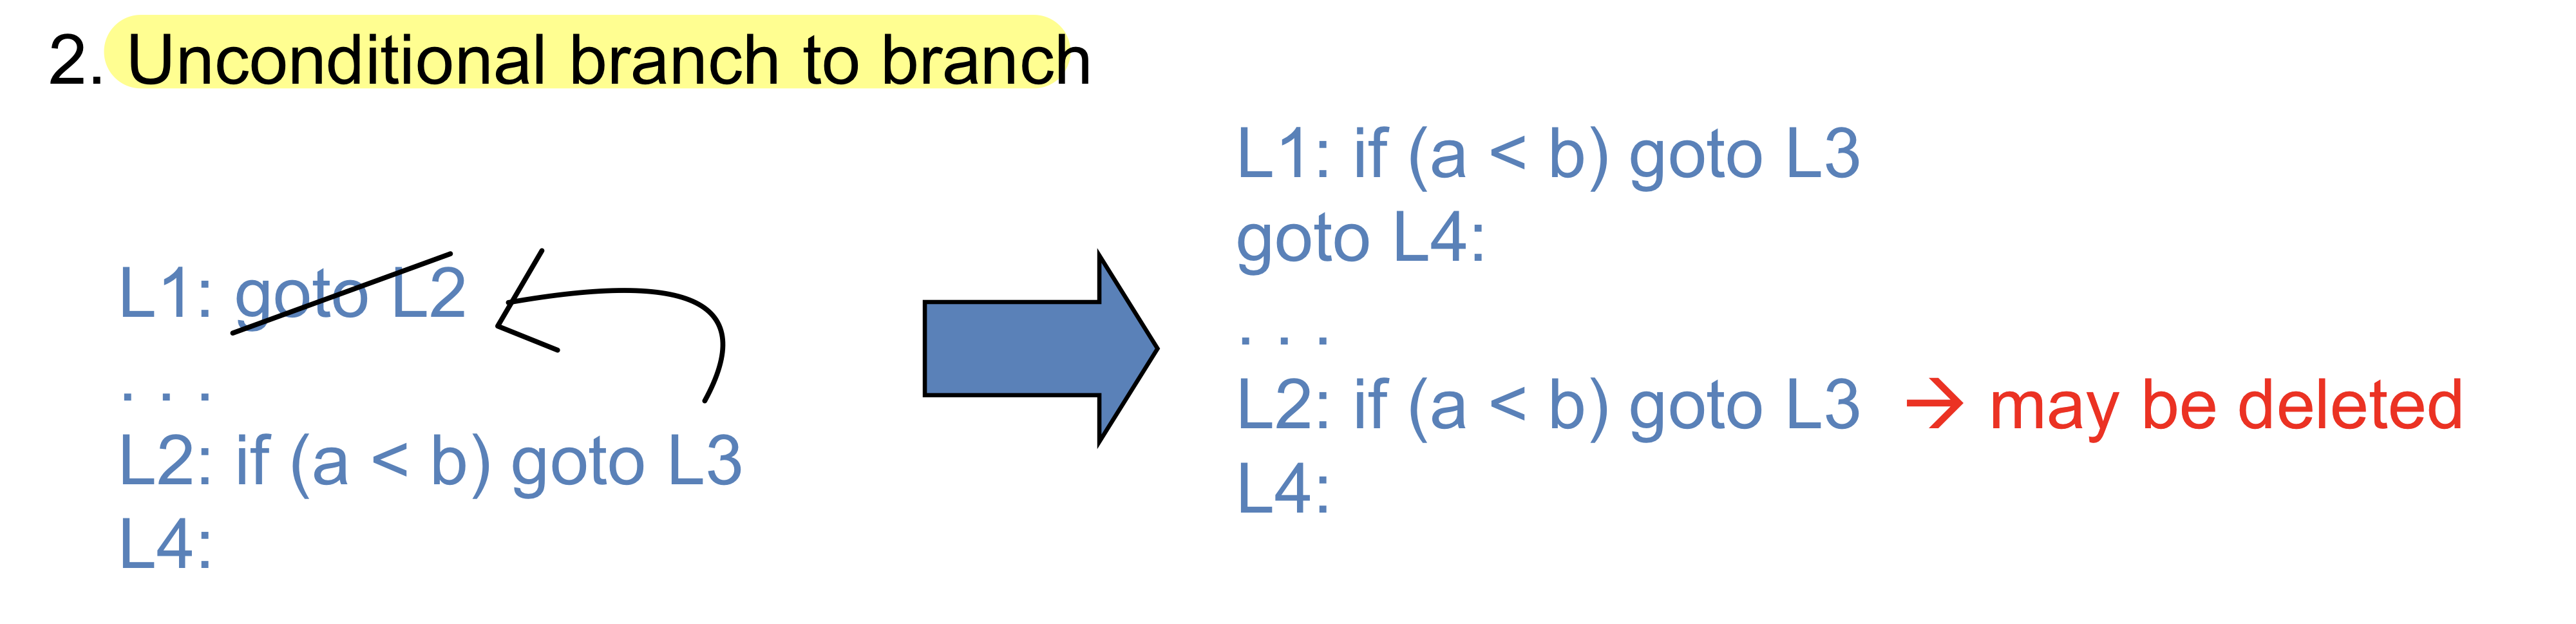 2. Unconditional branch to branch
L1: goto L2
. . .
L2: if (a < b) goto L3
L4:
L1: if (a < b) goto L3
goto L4:
. . .
L2: if (a < b) goto L3 → may be deleted
L4: